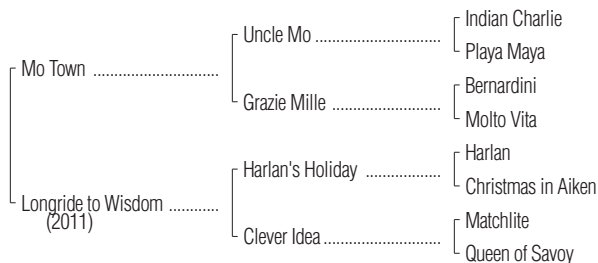 Indian Charlie
Uncle Mo ..............................
Playa Maya
Mo Town ..............................
Bernardini
Grazie Mille ..........................
Molto Vita
Harlan
Harlan's Holiday ..................
Christmas in Aiken
Longride to Wisdom ............
(2011)
Matchlite
Clever Idea ............................
Queen of Savoy